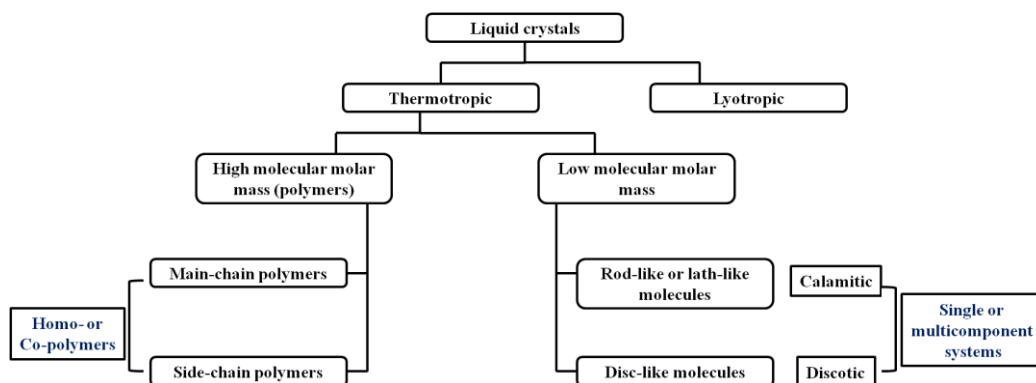 Liquid crystals
Thermotropic
Lyotropic
High molecular molar
mass (polymers)
Low molecular molar
mass
Main-chain polymers
Rod-like or lath-like
molecules
Calamitic
Homo- or
Co-polymers
Single or
multicomponent
systems
Side-chain polymers
Disc-like molecules
Discotic